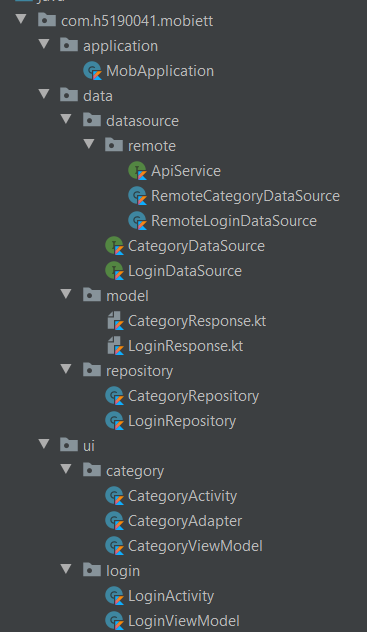 com.h5190041.mobiett
application
MobApplication
data
datasource
remote
ApiService
RemoteCategoryDataSource
RemoteLoginDataSource
CategoryDataSource
LoginDataSource
model
CategoryResponse.kt
LoginResponse.kt
repository
CategoryRepository
LoginRepository
ui
category
CategoryActivity
CategoryAdapter
CategoryViewModel
login
LoginActivity
LoginViewModel